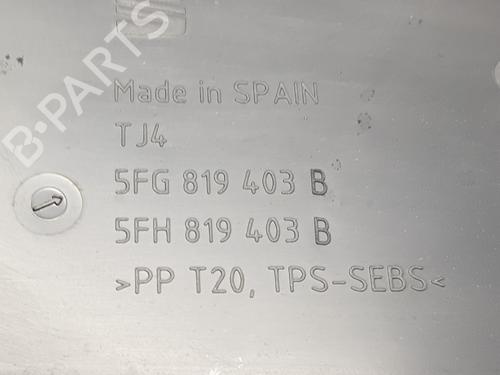 B-PARTS
Made in SPAIN
TJ4
5FG 819 403 B
5FH 819 403 B
>PP T20, TPS-SEBS<